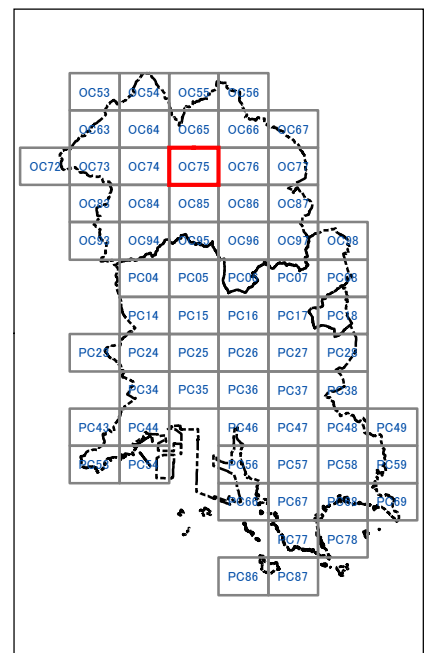 OC53 OC54 OC55 OC56
OC63 OC64 OC65 OC66 OC67
OC72 OC73 OC74 OC75 OC76 OC77
OC83 OC84 OC85 OC86 OC87
OC93 OC94 OC95 OC96 OC97 OC98
PC04 PC05 PC06 PC07 PC08
PC14 PC15 PC16 PC17 PC18
PC23 PC24 PC25 PC26 PC27 PC28
PC34 PC35 PC36 PC37 PC38
PC43 PC44 PC46 PC47 PC48 PC49
PC53 PC54 PC56 PC57 PC58 PC59
PC66 PC67 PC68 PC69
PC77 PC78
PC86 PC87